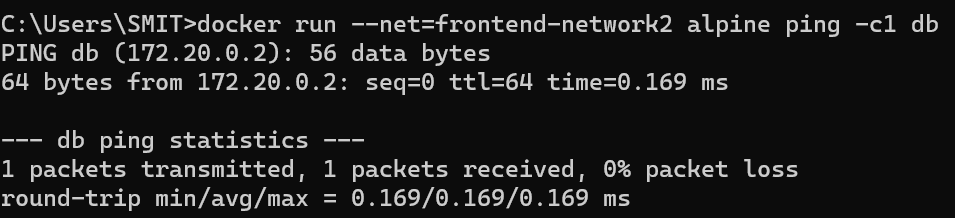 C:\Users\SMIT>docker run --net=frontend-network2 alpine ping -c1 db
PING db (172.20.0.2): 56 data bytes
64 bytes from 172.20.0.2: seq=0 ttl=64 time=0.169 ms
--- db ping statistics ---
1 packets transmitted, 1 packets received, 0% packet loss
round-trip min/avg/max = 0.169/0.169/0.169 ms